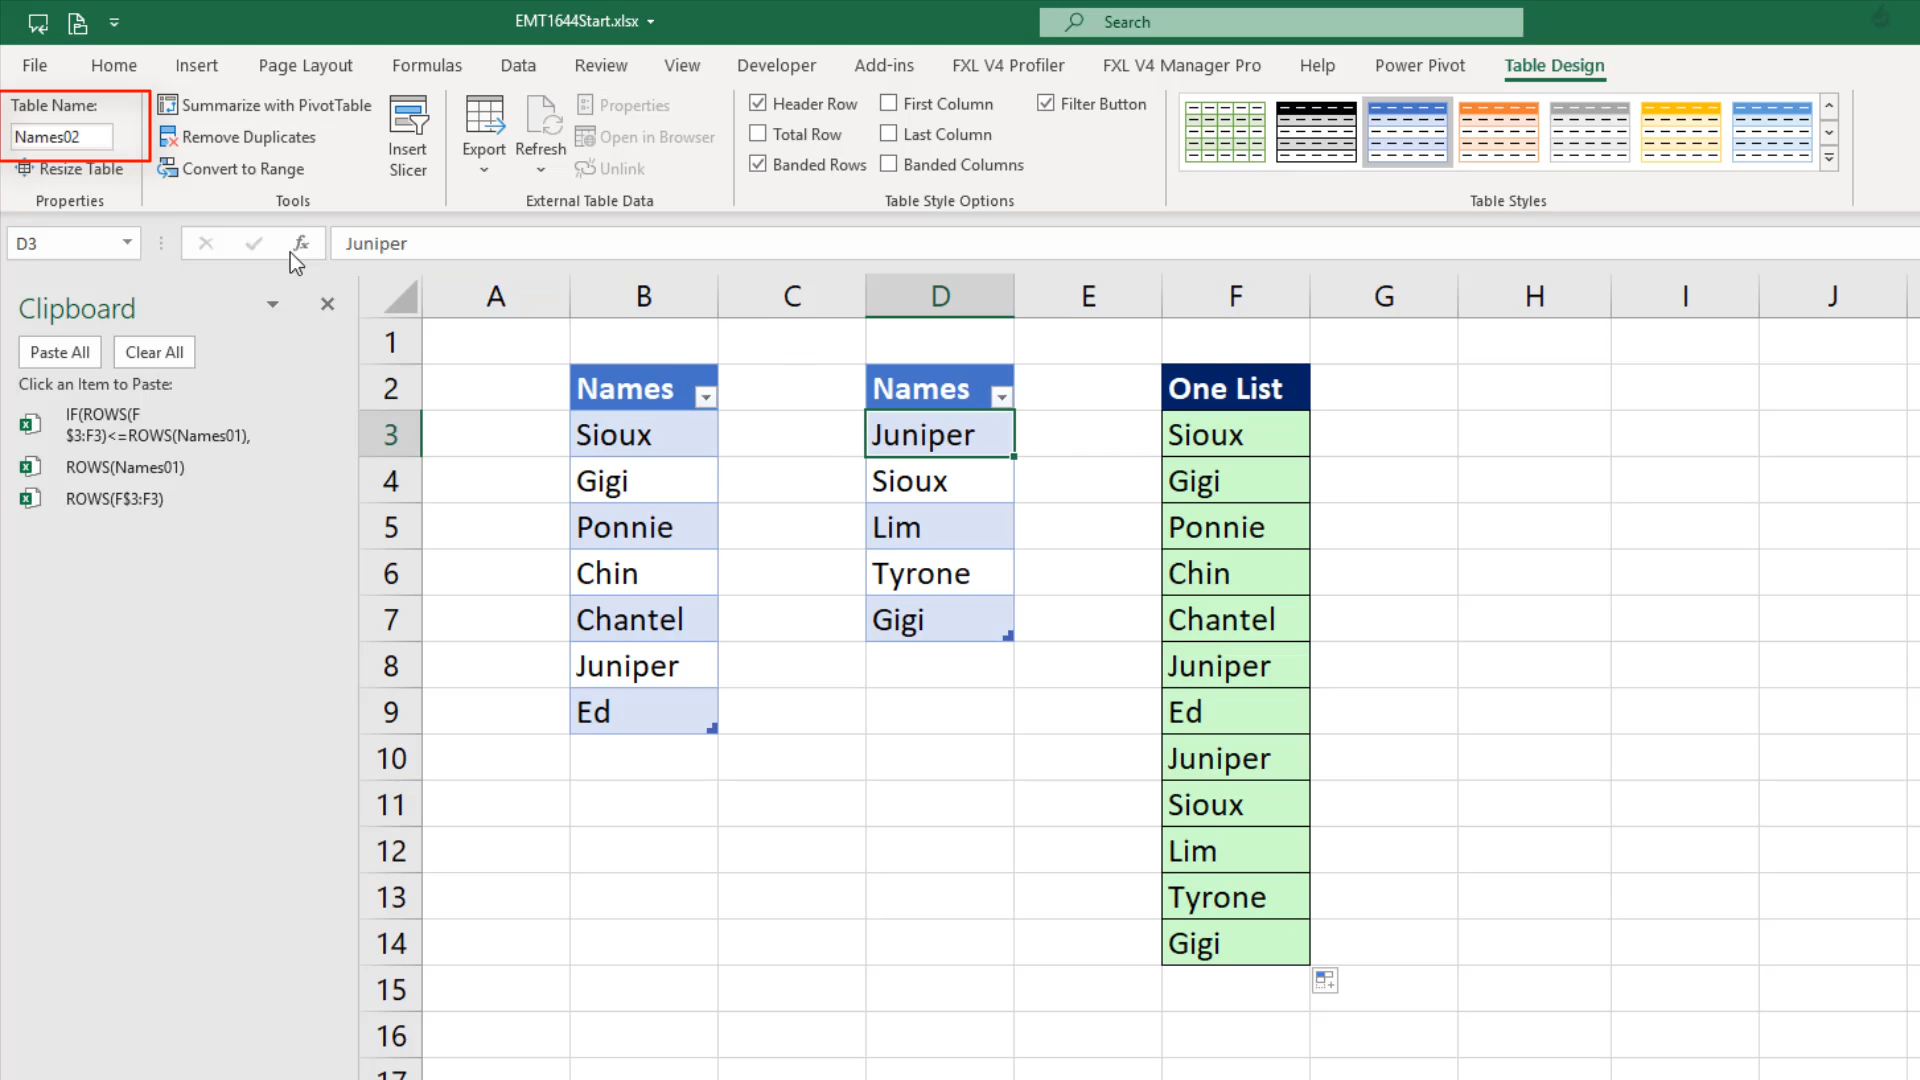 EMT1644Start.xlsx
Search
File Home Insert Page Layout Formulas Data Review View Developer Add-ins FXL V4 Profiler FXL V4 Manager Pro Help Power Pivot Table Design
Table Name:
Names02
Resize Table
Properties
Summarize with PivotTable
Remove Duplicates
Convert to Range
Insert
Slicer
Tools
Export
Refresh
Properties
Open in Browser
Unlink
External Table Data
Header Row
First Column
Filter Button
Total Row
Last Column
Banded Rows
Banded Columns
Table Style Options
Table Styles
D3
fx
Juniper
Clipboard
Paste All
Clear All
Click an Item to Paste:
IF(ROWS(F
$3:F3)<=ROWS(Names01),
ROWS(Names01)
ROWS(F$3:F3)
A B C D E F G H I J
1
2 Names Names One List
3 Sioux Juniper Sioux
4 Gigi Sioux Gigi
5 Ponnie Lim Ponnie
6 Chin Tyrone Chin
7 Chantel Gigi Chantel
8 Juniper Juniper
9 Ed Ed
10 Juniper
11 Sioux
12 Lim
13 Tyrone
14 Gigi
15
16
17